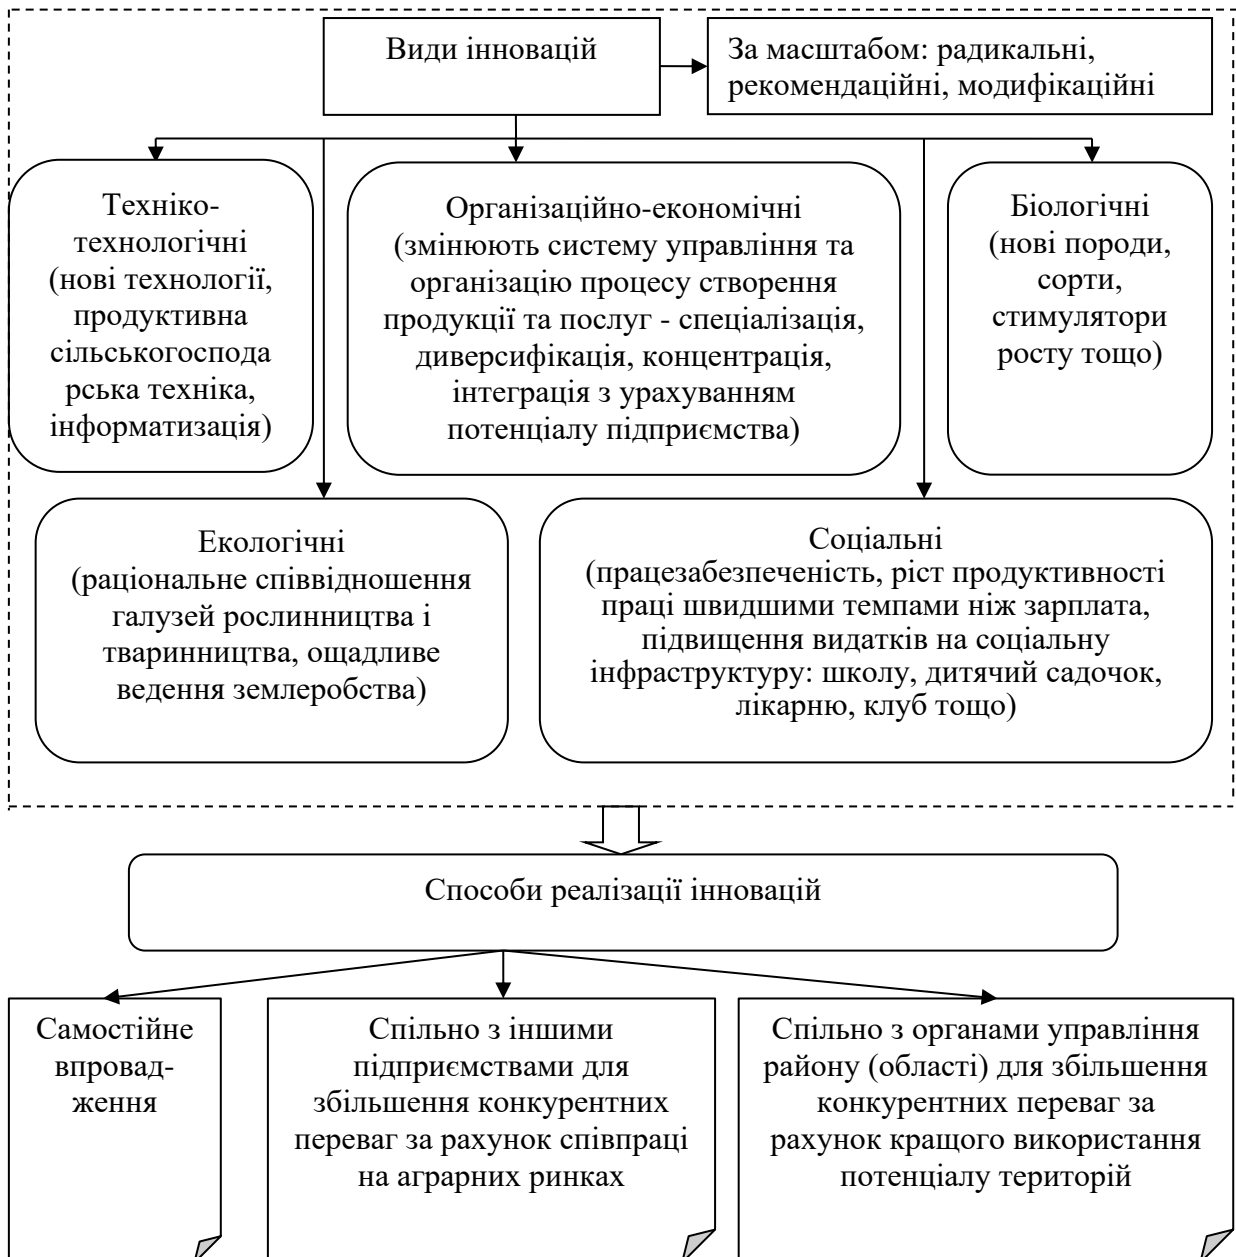 Види інновацій
За масштабом: радикальні,
рекомендаційні, модифікаційні
Техніко-
технологічні
(нові технології,
продуктивна
сільськогоспода
рська техніка,
інформатизація)
Організаційно-економічні
(змінюють систему управління та
організацію процесу створення
продукції та послуг - спеціалізація,
диверсифікація, концентрація,
інтеграція з урахуванням
потенціалу підприємства)
Біологічні
(нові породи,
сорти,
стимулятори
росту тощо)
Екологічні
(раціональне співвідношення
галузей рослинництва і
тваринництва, ощадливе
ведення землеробства)
Соціальні
(працезабезпеченість, ріст продуктивності
праці швидшими темпами ніж зарплата,
підвищення видатків на соціальну
інфраструктуру: школу, дитячий садочок,
лікарню, клуб тощо)
Способи реалізації інновацій
Самостійне
впровад-
ження
Спільно з іншими
підприємствами для
збільшення конкурентних
переваг за рахунок співпраці
на аграрних ринках
Спільно з органами управління
району (області) для збільшення
конкурентних переваг за
рахунок кращого використання
потенціалу територій